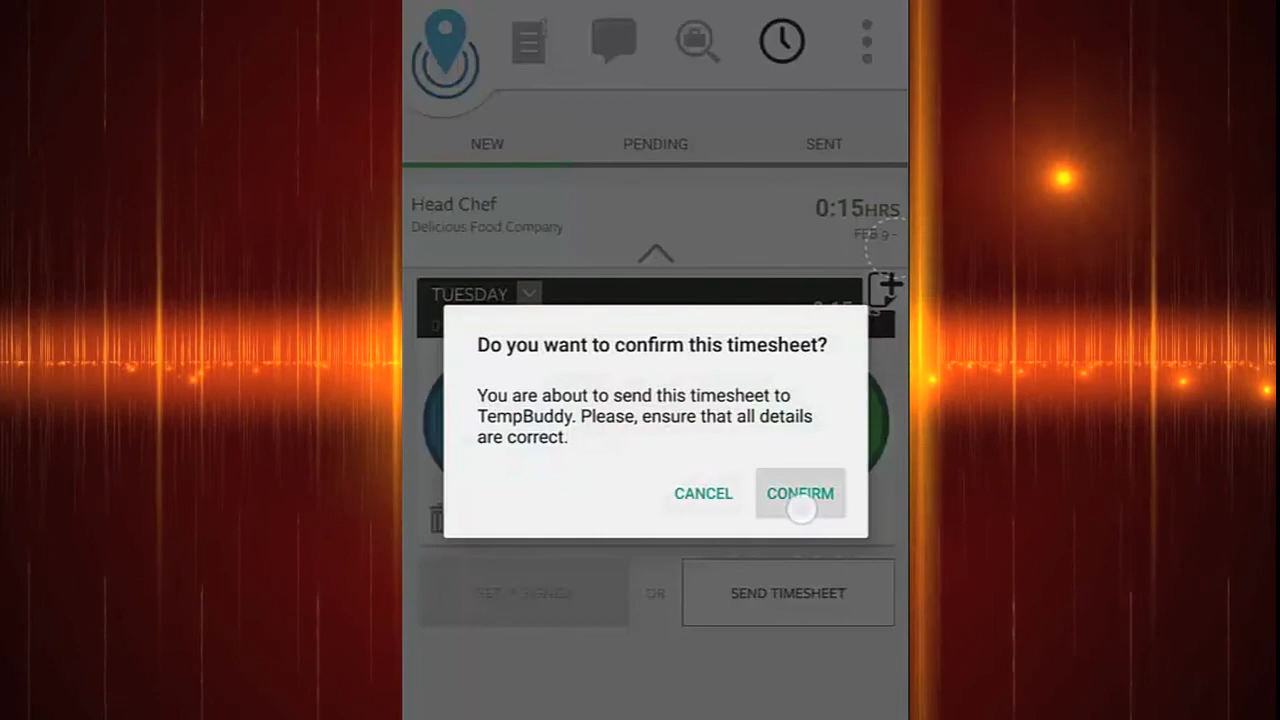 NEW PENDING SENT
Head Chef 0:15HRS
Delicious Food Company FEB 9 -
TUESDAY
Do you want to confirm this timesheet?
You are about to send this timesheet to
TempBuddy. Please, ensure that all details
are correct.
CANCEL CONFIRM
OR SEND TIMESHEET